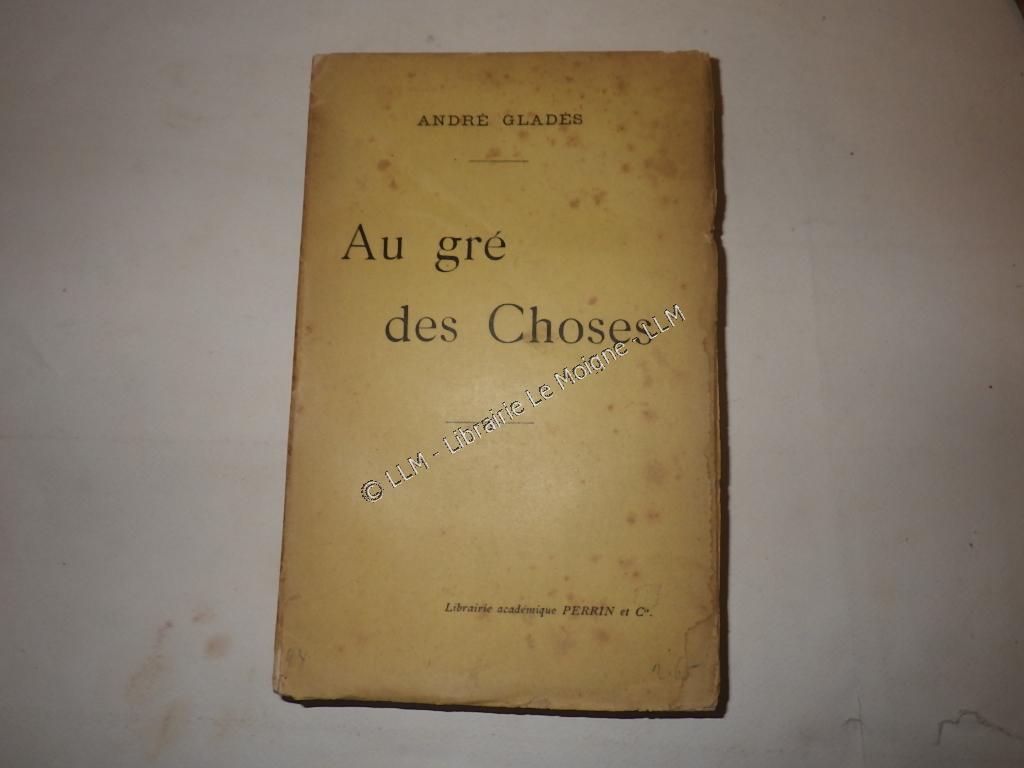 ANDRÉ GLADÈS
Au gré
des Choses
© LLM - Librairie Le Moigne - LLM
Librairie académique PERRIN et Cie.